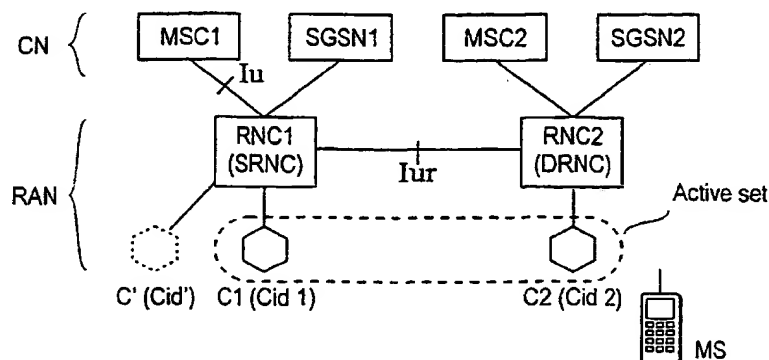 CN
MSC1
SGSN1
MSC2
SGSN2
Iu
RAN
RNC1
(SRNC)
Iur
RNC2
(DRNC)
Active set
C' (Cid')
C1 (Cid 1)
C2 (Cid 2)
MS